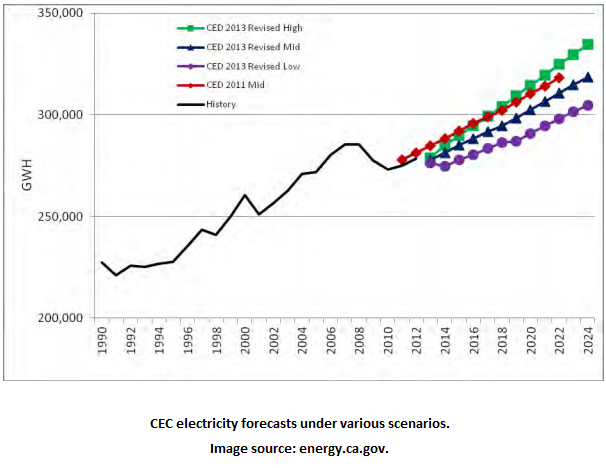 350,000
300,000
250,000
200,000
GWH
CED 2013 Revised High
CED 2013 Revised Mid
CED 2013 Revised Low
CED 2011 Mid
History
1990 1992 1994 1996 1998 2000 2002 2004 2006 2008 2010 2012 2014 2016 2018 2020 2022 2024
CEC electricity forecasts under various scenarios.
Image source: energy.ca.gov.